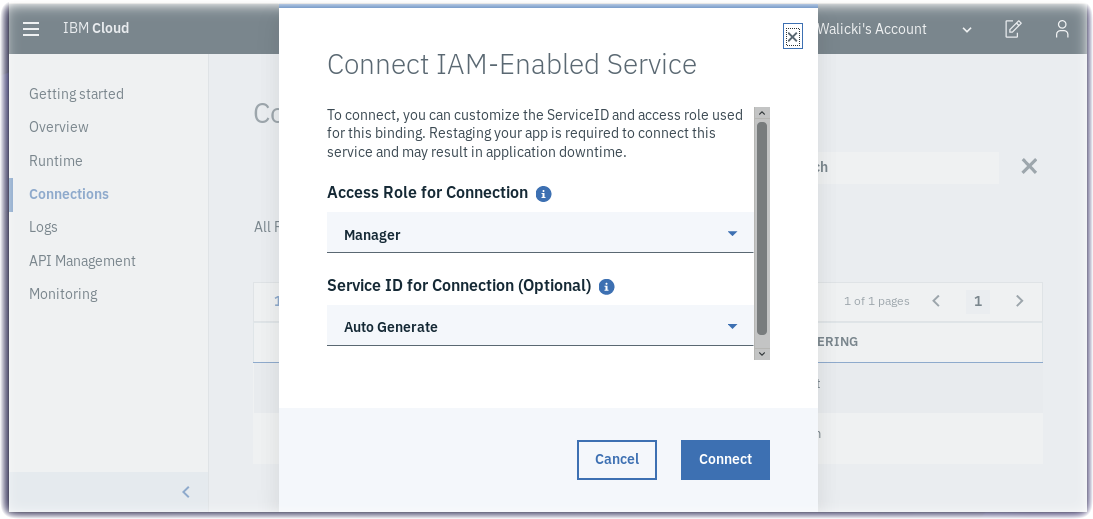 IBM Cloud
Walicki's Account
Getting started
Overview
Runtime
Connections
Logs
API Management
Monitoring
Connect IAM-Enabled Service
To connect, you can customize the ServiceID and access role used
for this binding. Restaging your app is required to connect this
service and may result in application downtime.
Access Role for Connection
Manager
Service ID for Connection (Optional)
Auto Generate
Cancel
Connect
All
1 of 1 pages
1